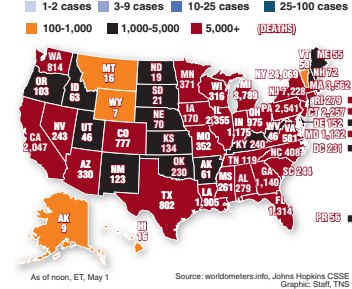 1-2 cases 3-9 cases 10-25 cases 25-100 cases
100-1,000 1,000-5,000 5,000+ (DEATHS)
WA 814
OR 103
CA 2,047
NV 243
ID 63
MT 16
WY 7
UT 46
AZ 330
CO 777
NM 123
ND 19
SD 21
NE 70
KS 134
OK 230
TX 802
MN 371
IA 170
MO 352
AR 61
LA 1,905
WI 316
IL 2,355
MI 3,789
IN 1,175
OH 975
KY 240
TN 119
MS 261
AL 279
GA 1,140
FL 1,314
SC 244
NC 408
VA 581
WV 46
PA 2,541
NY 24,069
NJ 7,228
VT 50
ME 55
NH 72
MA 3,562
RI 279
CT 2,257
DE 152
MD 1,192
DC 231
PR 56
AK 9
HI 16
As of noon, ET, May 1
Source: worldometers.info, Johns Hopkins CSSE
Graphic: Staff, TNS